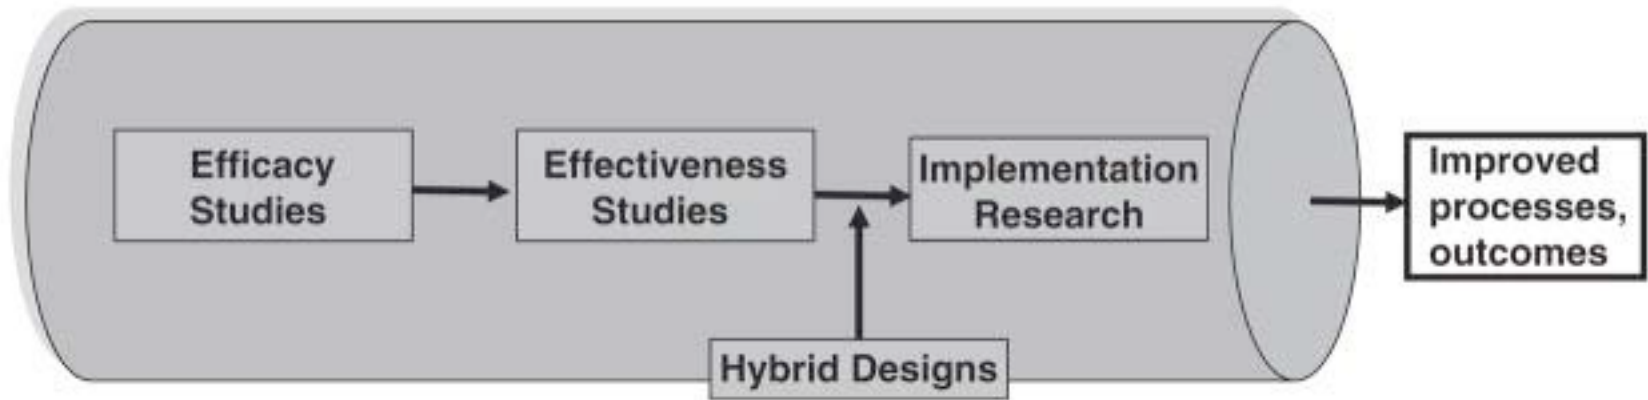 Efficacy
Studies
Effectiveness
Studies
Implementation
Research
Improved
processes,
outcomes
Hybrid Designs